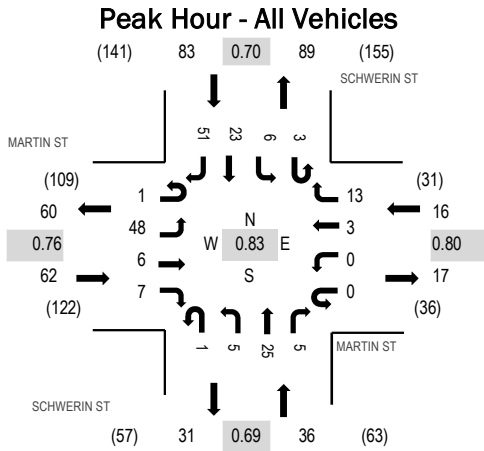 Peak Hour - All Vehicles
(141) 83 0.70 89 (155)
SCHWERIN ST
51 23 6 3
MARTIN ST
(109) (31)
1 13
60 16
48 N 3
0.76 W 0.83 E 0.80
6 0
S
62 17
7 0
(122) (36)
1 5 25 5
MARTIN ST
SCHWERIN ST
(57) 31 0.69 36 (63)